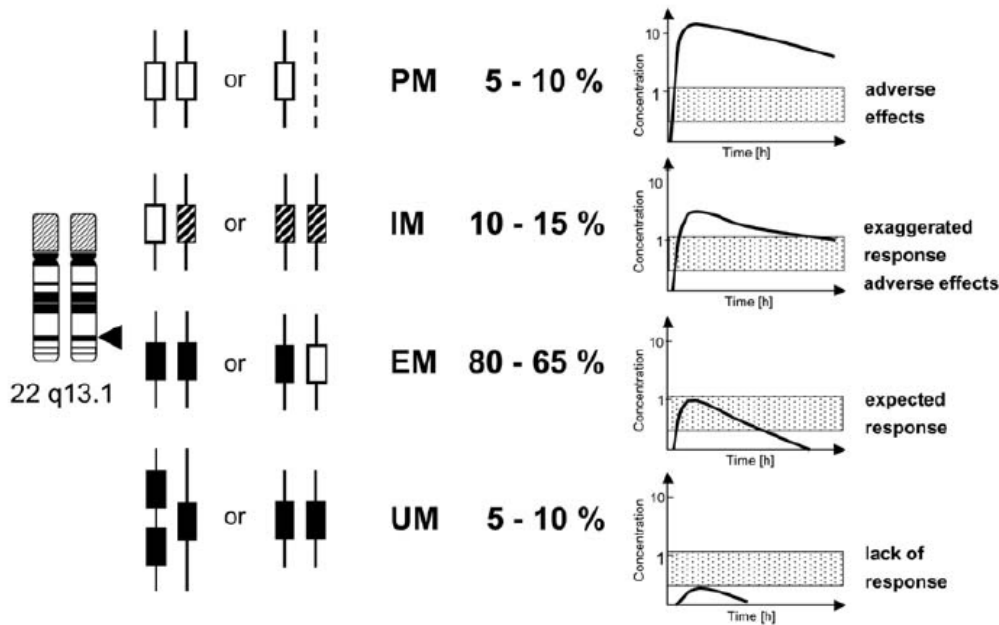 or
PM 5 - 10 %
10
1
Concentration
Time [h]
adverse
effects
or
IM 10 - 15 %
10
1
Concentration
Time [h]
exaggerated
response
adverse effects
22 q13.1
or
EM 80 - 65 %
10
1
Concentration
Time [h]
expected
response
or
UM 5 - 10 %
10
1
Concentration
Time [h]
lack of
response